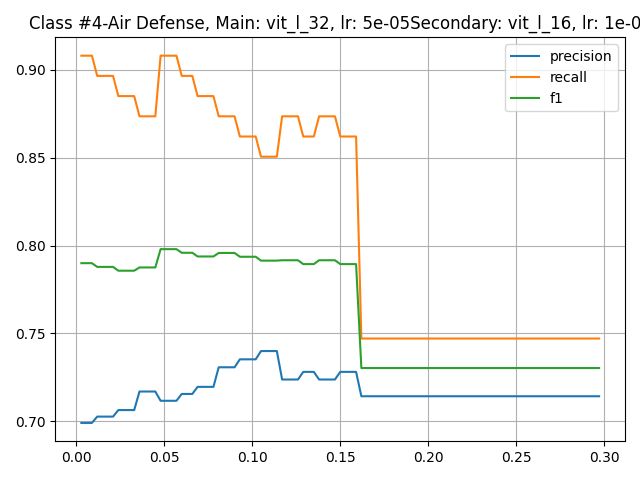 Class #4-Air Defense, Main: vit_l_32, lr: 5e-05Secondary: vit_l_16, lr: 1e-0
precision
recall
f1
0.90
0.85
0.80
0.75
0.70
0.00 0.05 0.10 0.15 0.20 0.25 0.30